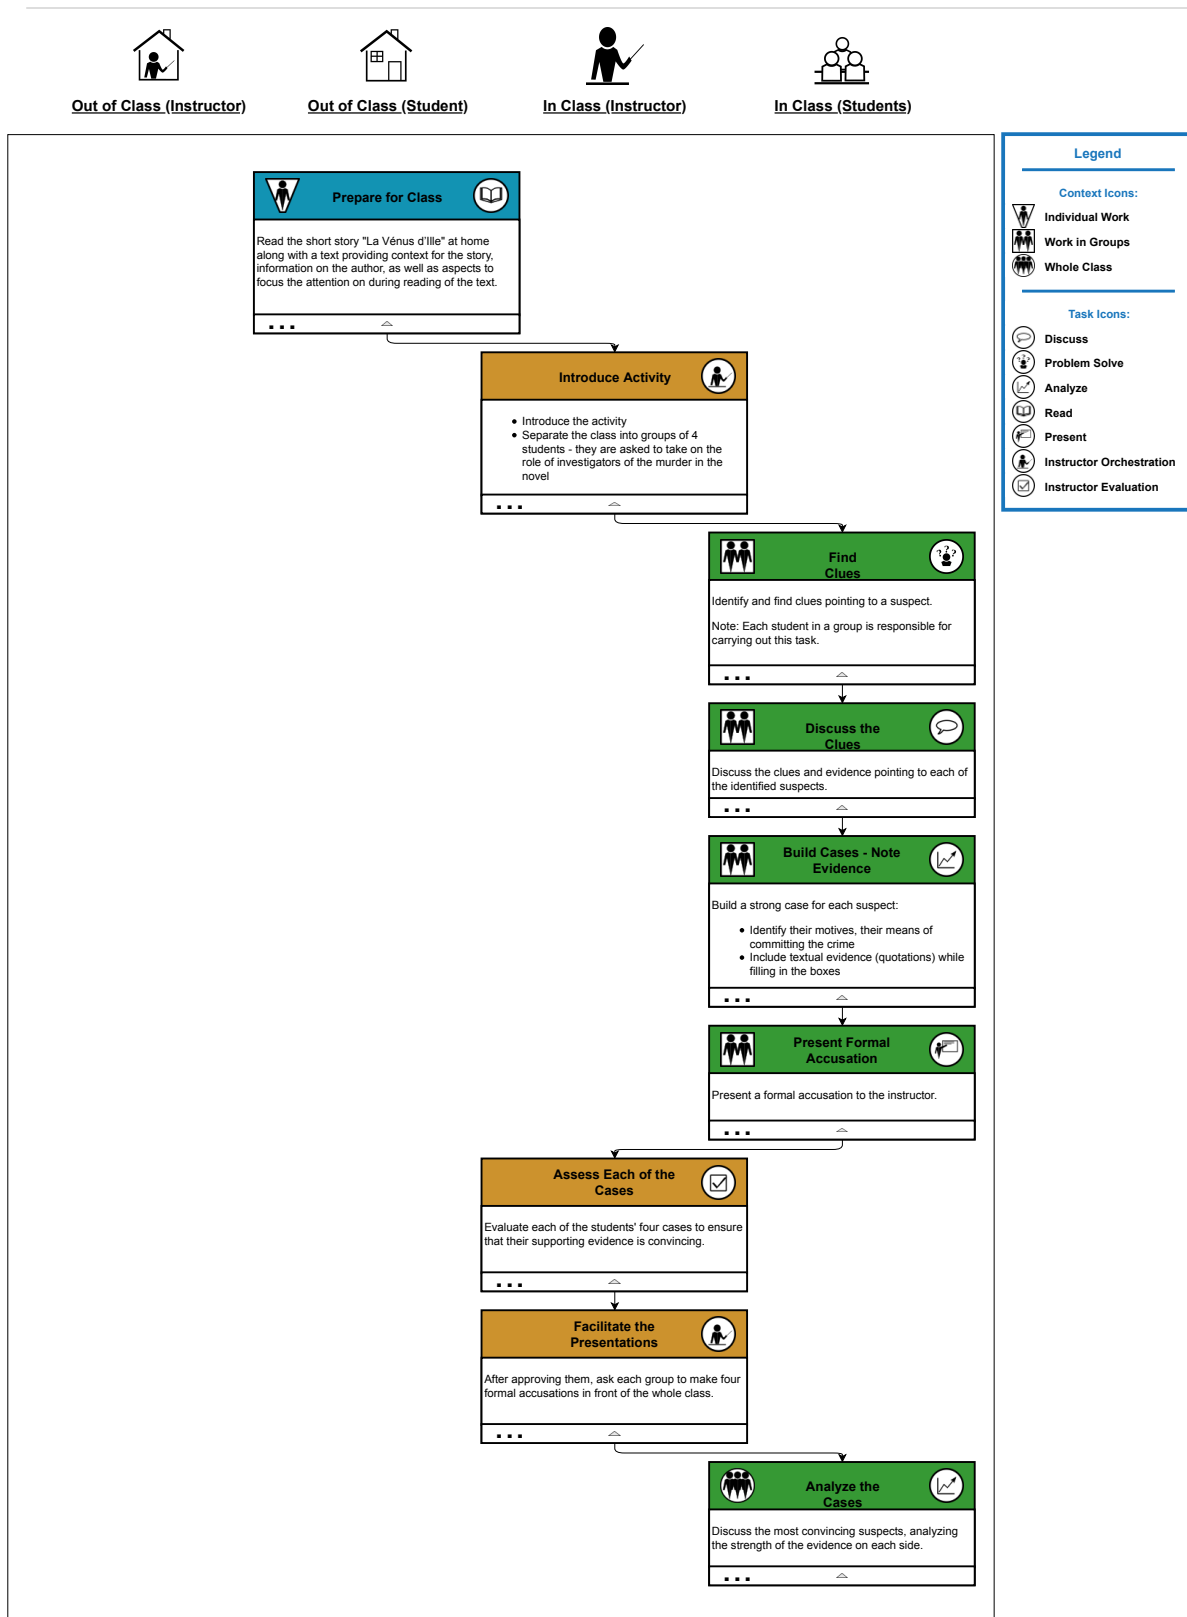 Out of Class (Instructor)
Out of Class (Student)
In Class (Instructor)
In Class (Students)
Legend
Context Icons:
Individual Work
Work in Groups
Whole Class
Task Icons:
Discuss
Problem Solve
Analyze
Read
Present
Instructor Orchestration
Instructor Evaluation
Prepare for Class
Read the short story "La Vénus d'Ille" at home
along with a text providing context for the story,
information on the author, as well as aspects to
focus the attention on during reading of the text.
Introduce Activity
• Introduce the activity
• Separate the class into groups of 4
students - they are asked to take on the
role of investigators of the murder in the
novel
Find
Clues
Identify and find clues pointing to a suspect.
Note: Each student in a group is responsible for
carrying out this task.
Discuss the
Clues
Discuss the clues and evidence pointing to each of
the identified suspects.
Build Cases - Note
Evidence
Build a strong case for each suspect:
• Identify their motives, their means of
committing the crime
• Include textual evidence (quotations) while
filling in the boxes
Present Formal
Accusation
Present a formal accusation to the instructor.
Assess Each of the
Cases
Evaluate each of the students' four cases to ensure
that their supporting evidence is convincing.
Facilitate the
Presentations
After approving them, ask each group to make four
formal accusations in front of the whole class.
Analyze the
Cases
Discuss the most convincing suspects, analyzing
the strength of the evidence on each side.